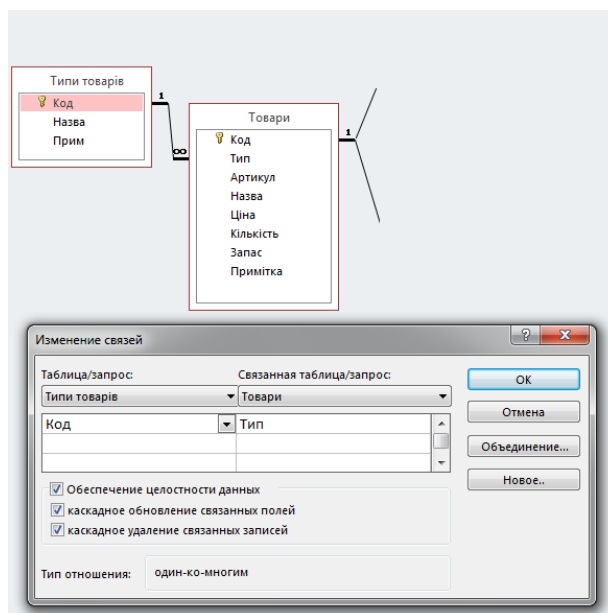 Типи товарів
Код
Назва
Прим
1
∞
Товари
Код
Тип
Артикул
Назва
Ціна
Кількість
Запас
Примітка
1
Изменение связей
?
x
Таблица/запрос:
Связанная таблица/запрос:
Типи товарів
Товари
Код
Тип
ОК
Отмена
Объединение...
Новое..
Обеспечение целостности данных
каскадное обновление связанных полей
каскадное удаление связанных записей
Тип отношения:
один-ко-многим